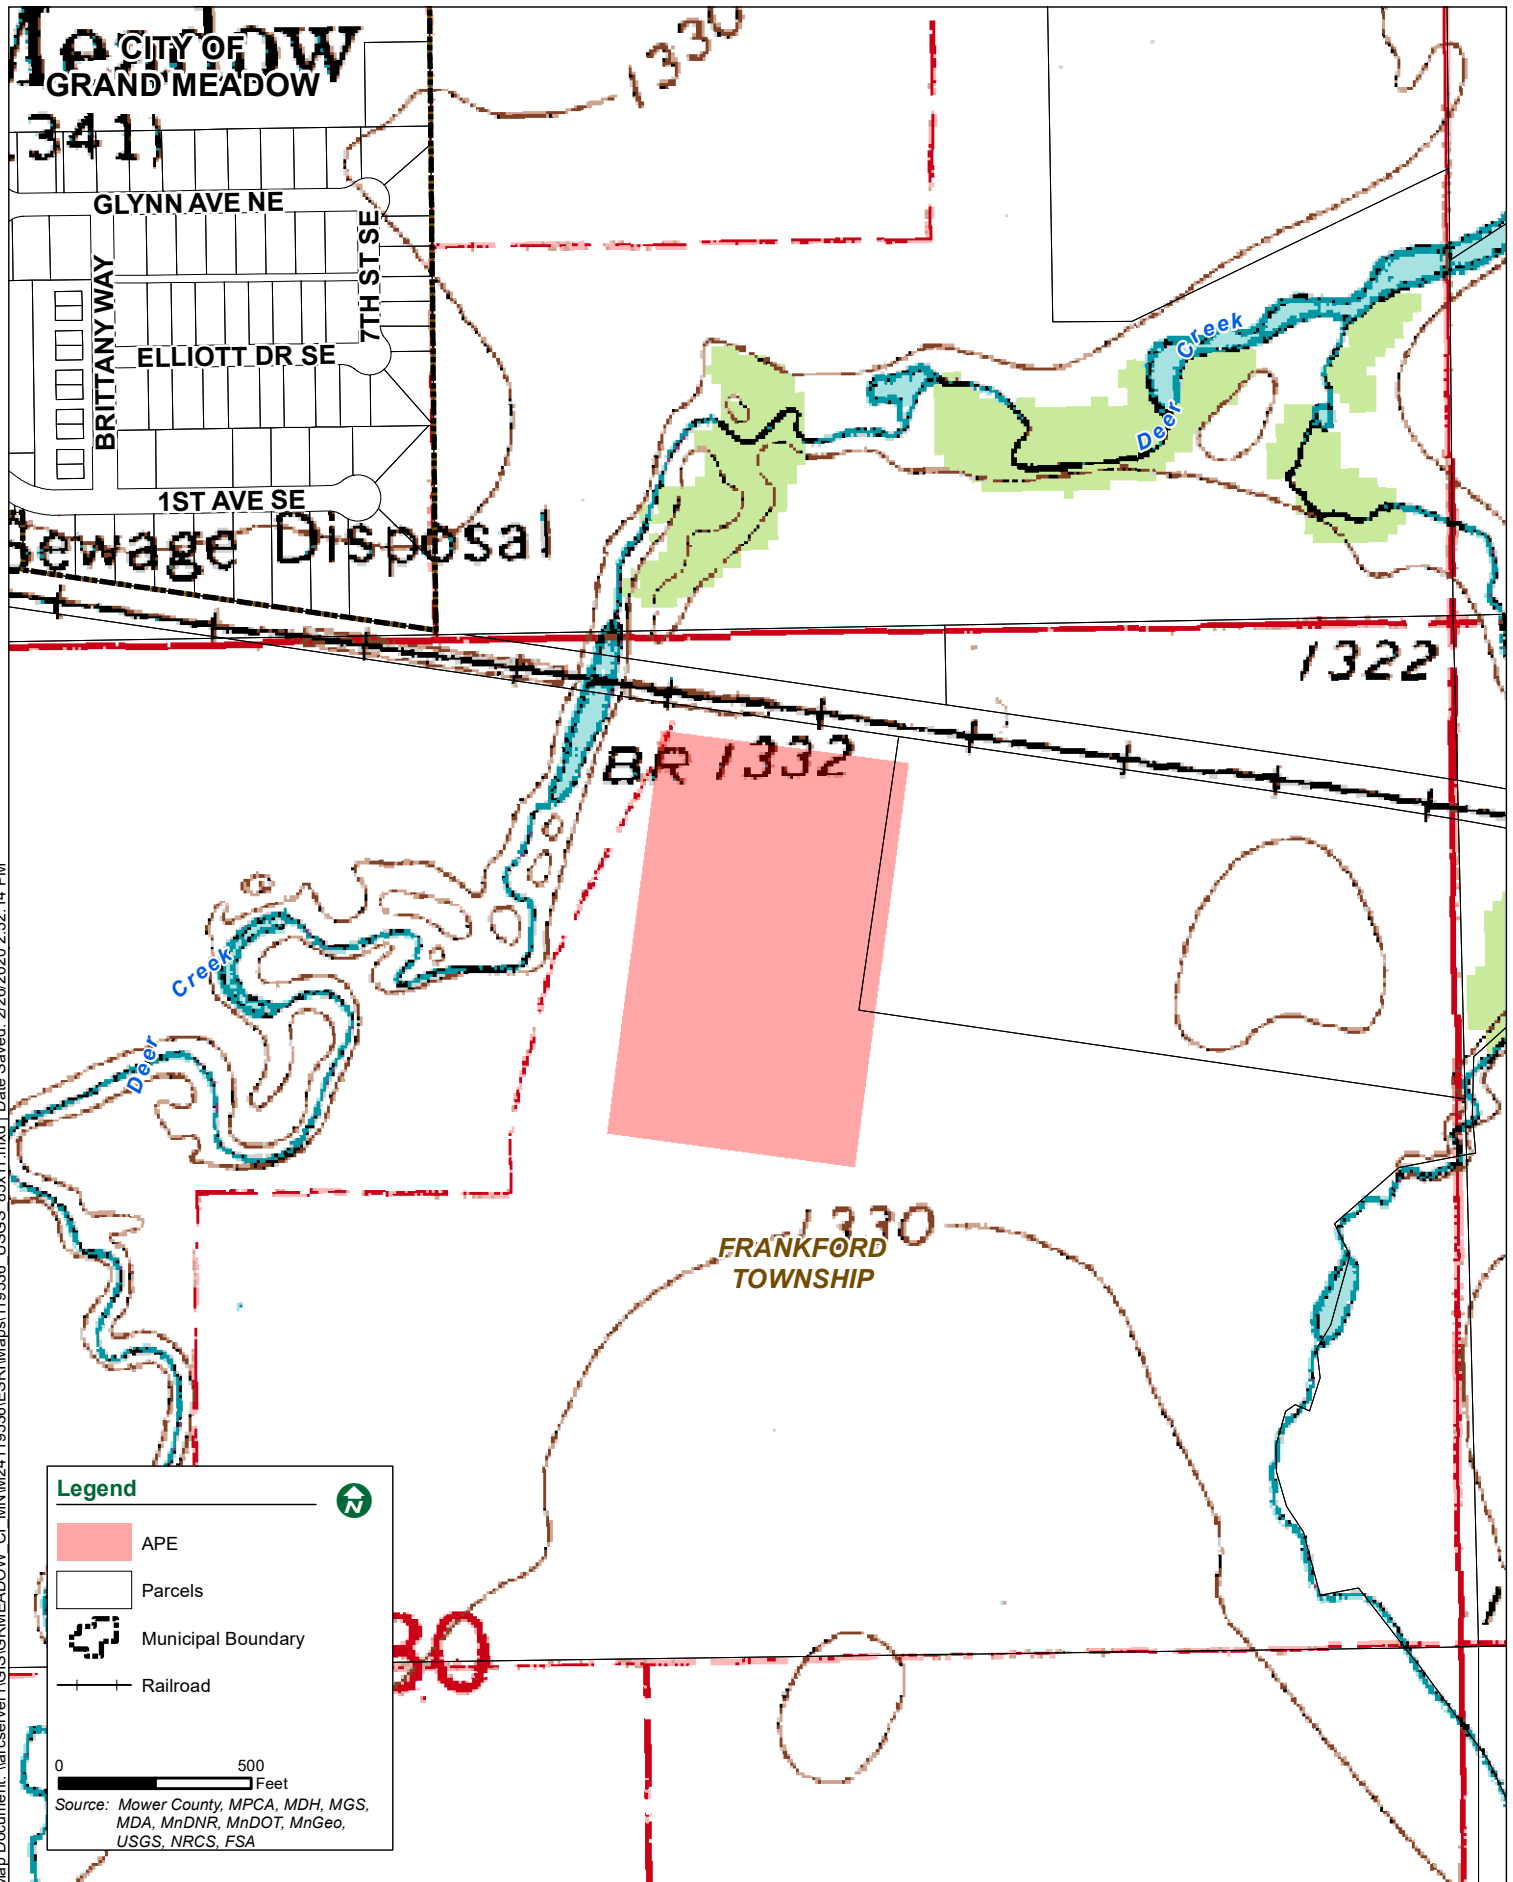 Meadow
CITY OF
GRAND MEADOW
1341)
1330
GLYNN AVE NE
7TH ST SE
BRITTANY WAY
ELLIOTT DR SE
1ST AVE SE
Sewage Disposal
Deer Creek
1322
BR 1332
Deer Creek
1330
FRANKFORD
TOWNSHIP
30
Legend
N
APE
Parcels
Municipal Boundary
Railroad
0 500
Feet
Source: Mower County, MPCA, MDH, MGS,
MDA, MnDNR, MnDOT, MnGeo,
USGS, NRCS, FSA